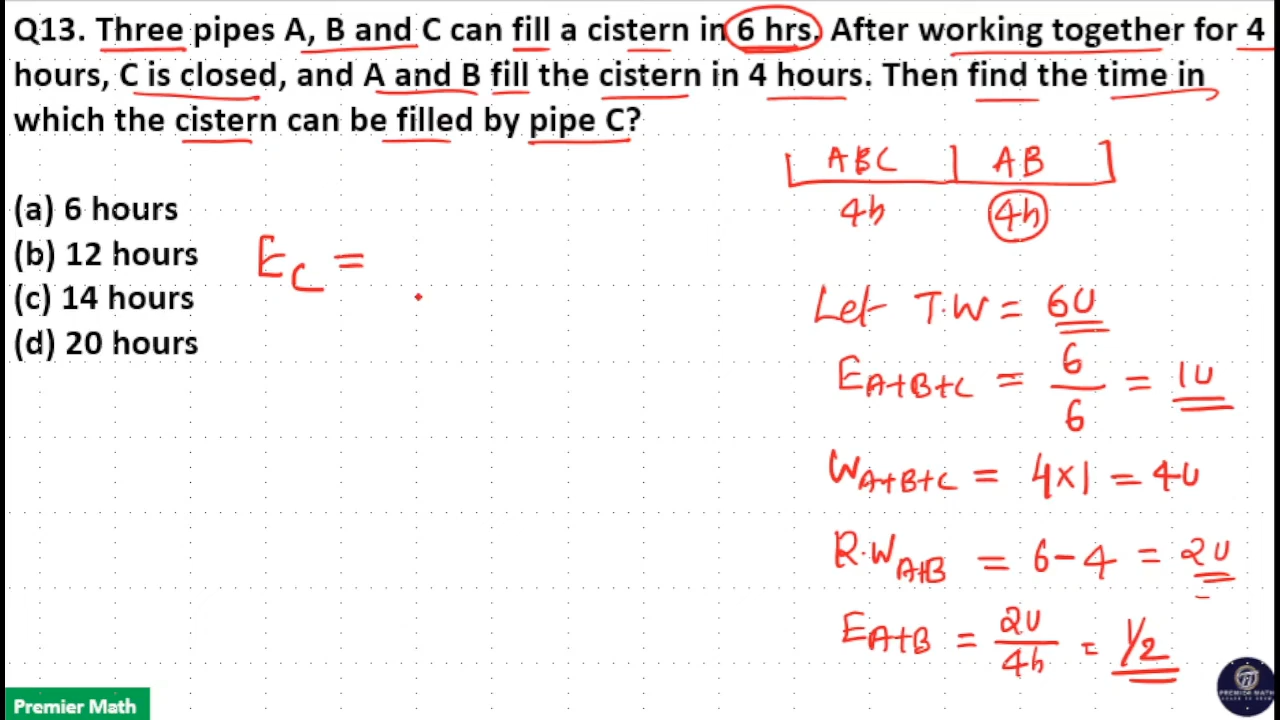 Q13. Three pipes A, B and C can fill a cistern in 6 hrs. After working together for 4
hours, C is closed, and A and B fill the cistern in 4 hours. Then find the time in
which the cistern can be filled by pipe C?
(a) 6 hours
(b) 12 hours
(c) 14 hours
(d) 20 hours
E_C =
ABC AB
4h 4h
Let T.W = 6U
E_A+B+C = 6/6 = 1U
W_A+B+C = 4×1 = 4U
R.W_A+B = 6-4 = 2U
E_A+B = 2U/4h = 1/2
Premier Math
PREMIER MATH